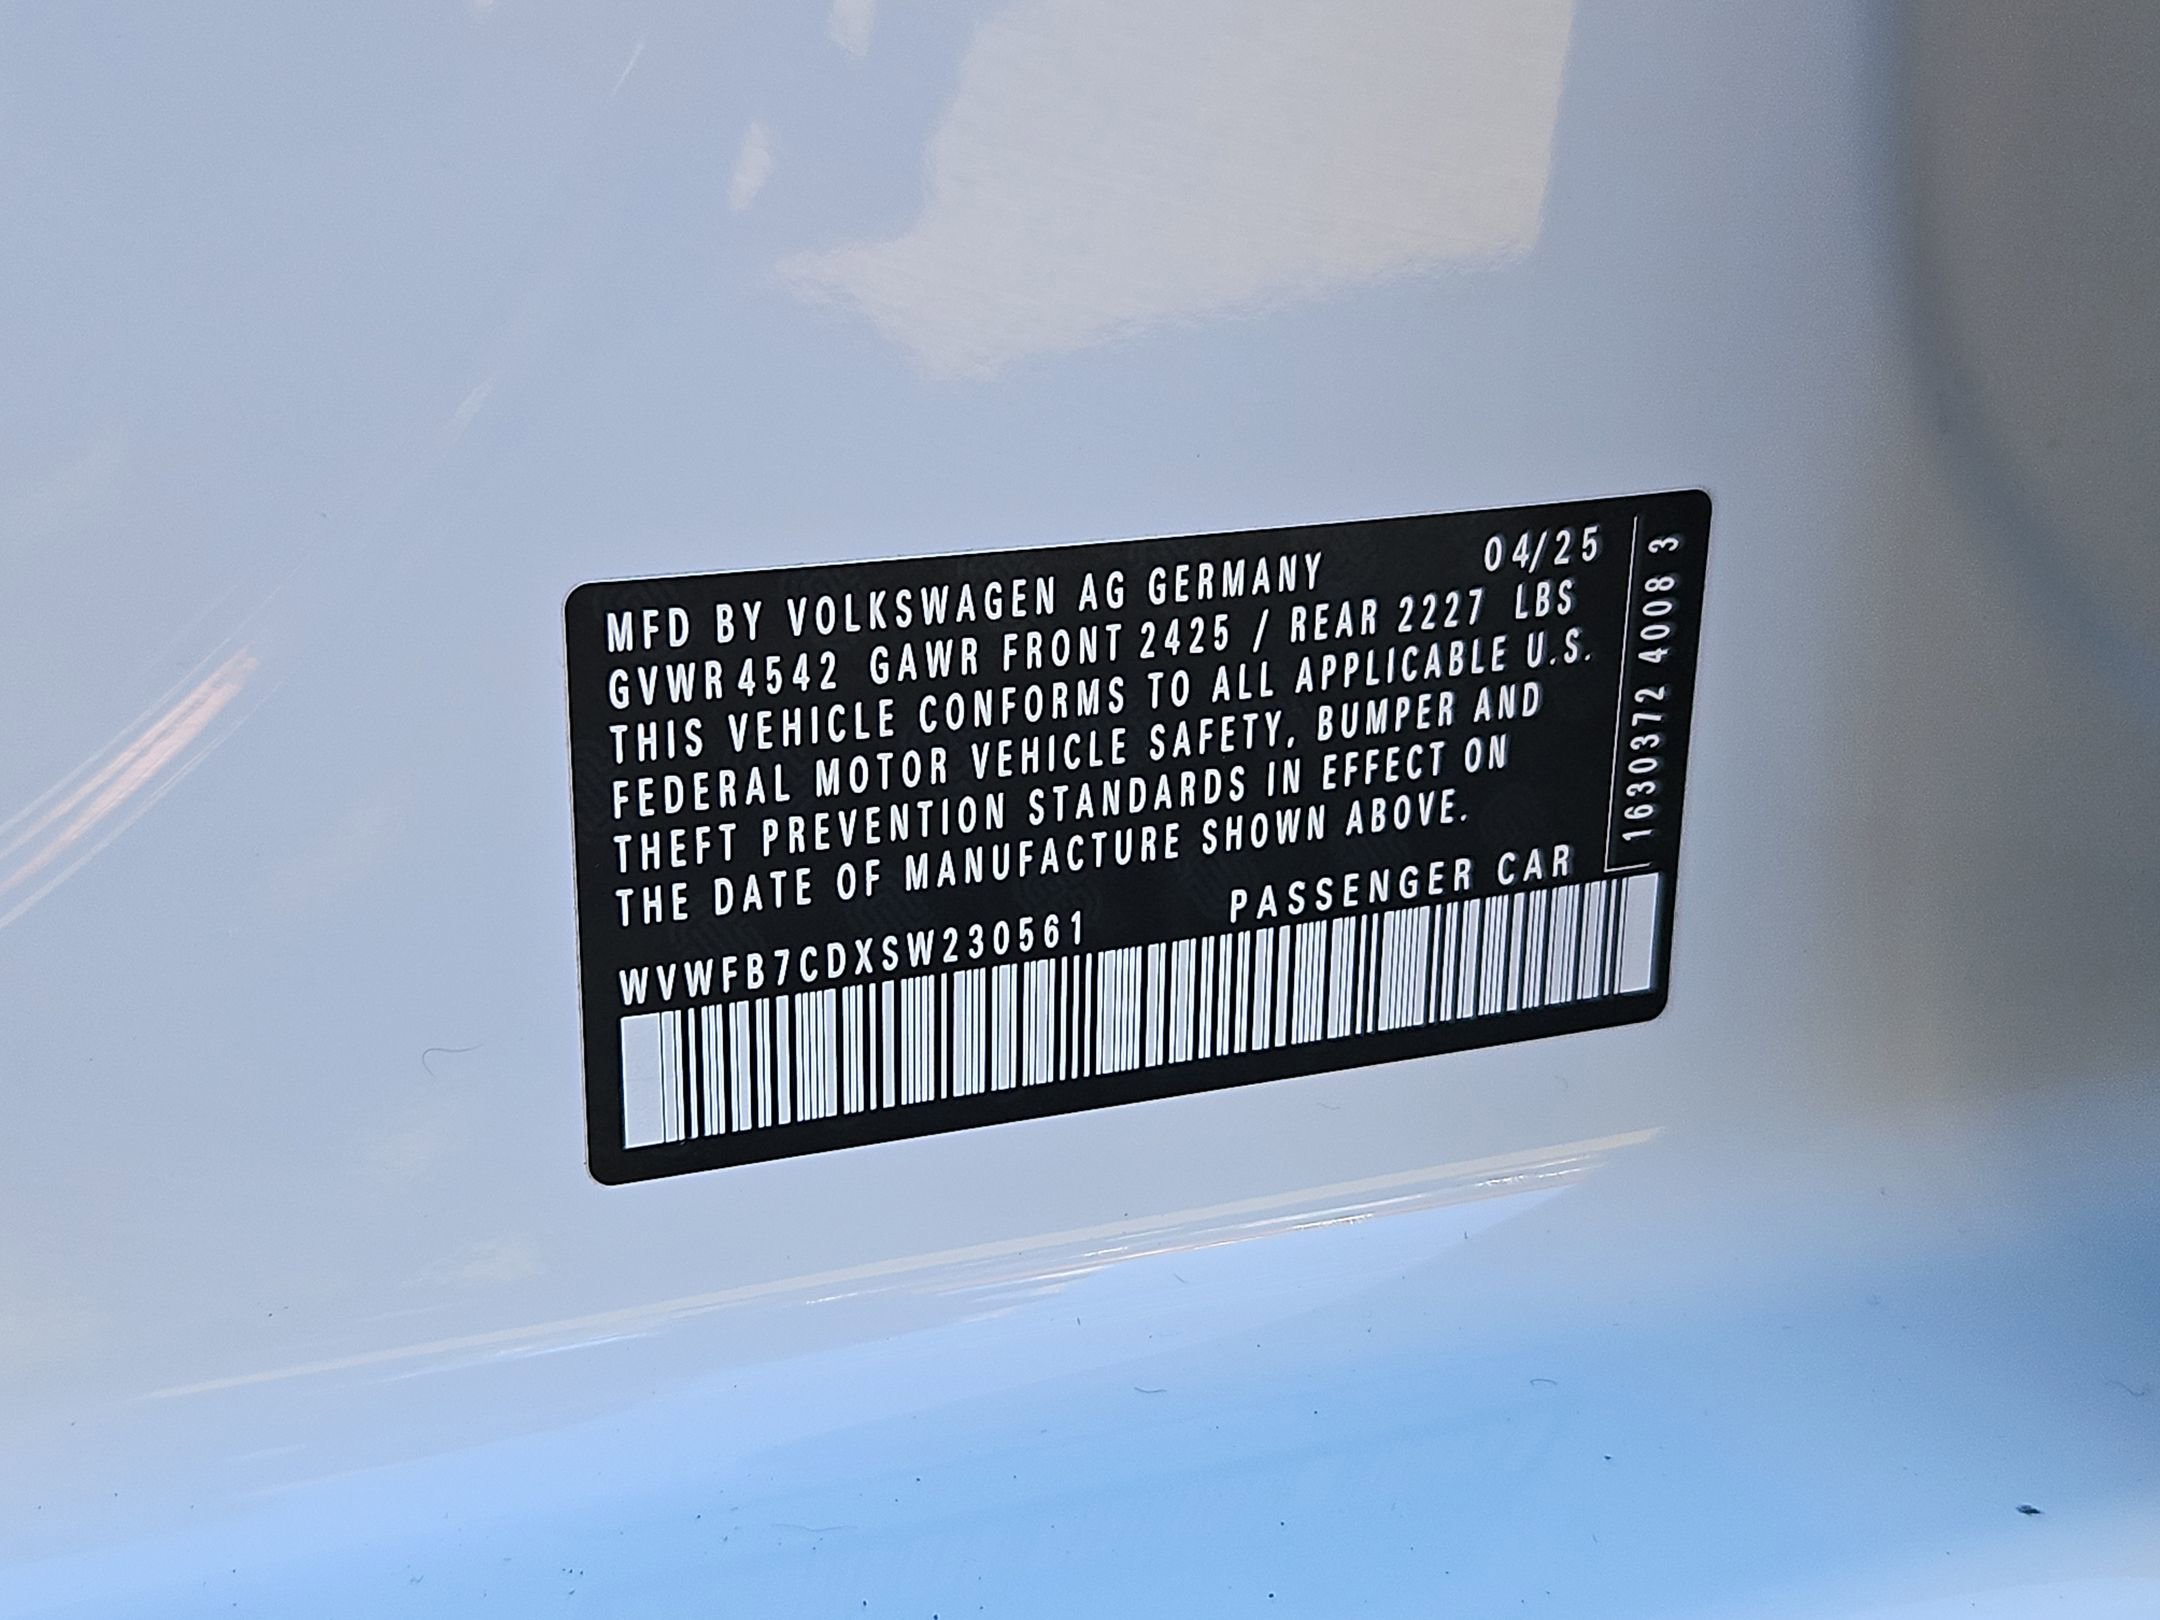 MFD BY VOLKSWAGEN AG GERMANY 04/25
GVWR 4542 GAWR FRONT 2425 / REAR 2227 LBS
THIS VEHICLE CONFORMS TO ALL APPLICABLE U.S.
FEDERAL MOTOR VEHICLE SAFETY, BUMPER AND
THEFT PREVENTION STANDARDS IN EFFECT ON
THE DATE OF MANUFACTURE SHOWN ABOVE.
PASSENGER CAR
WVWFB7CDXSW230561
1630372 4008 3